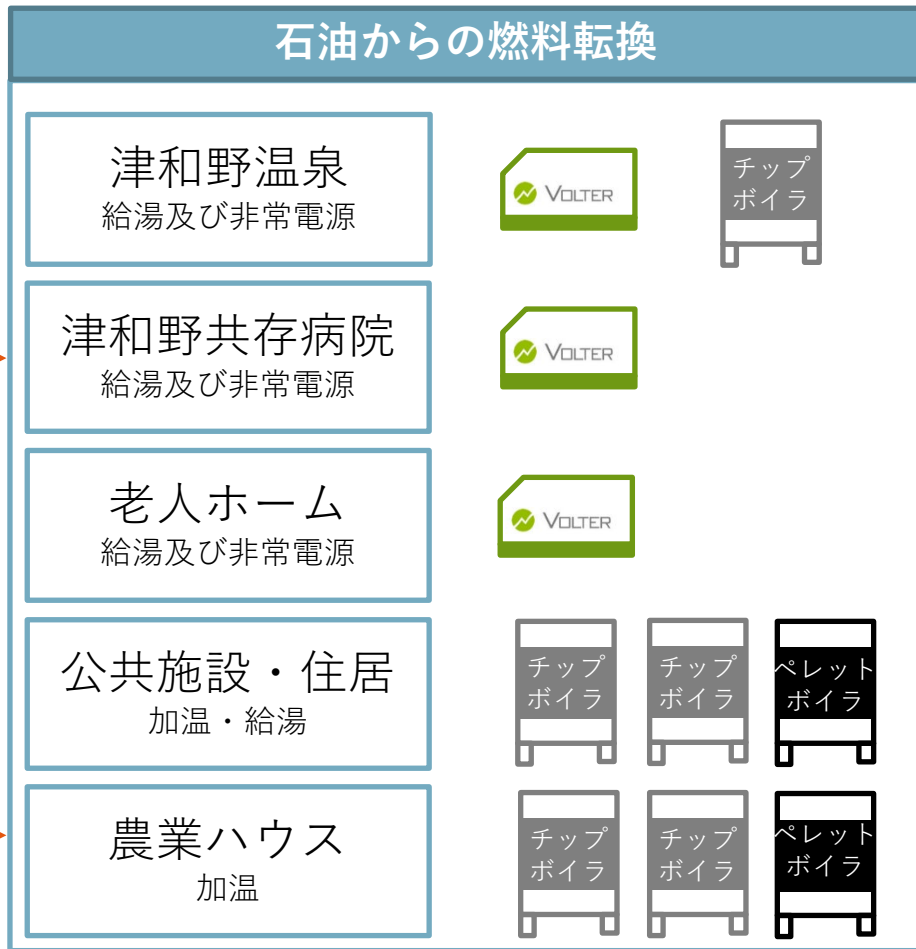 石油からの燃料転換
津和野温泉
給湯及び非常電源
VOLTER
チップ
ボイラ
津和野共存病院
給湯及び非常電源
VOLTER
老人ホーム
給湯及び非常電源
VOLTER
公共施設・住居
加温・給湯
チップ
ボイラ
チップ
ボイラ
ペレット
ボイラ
農業ハウス
加温
チップ
ボイラ
チップ
ボイラ
ペレット
ボイラ